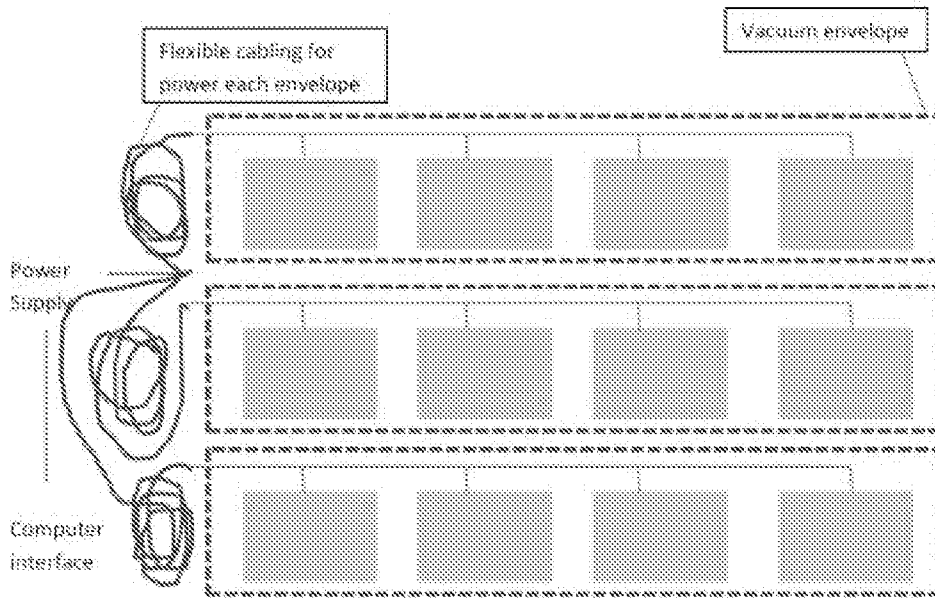 Flexible cabling for
power each envelope
Vacuum envelope
Power
Supply
Computer
interface